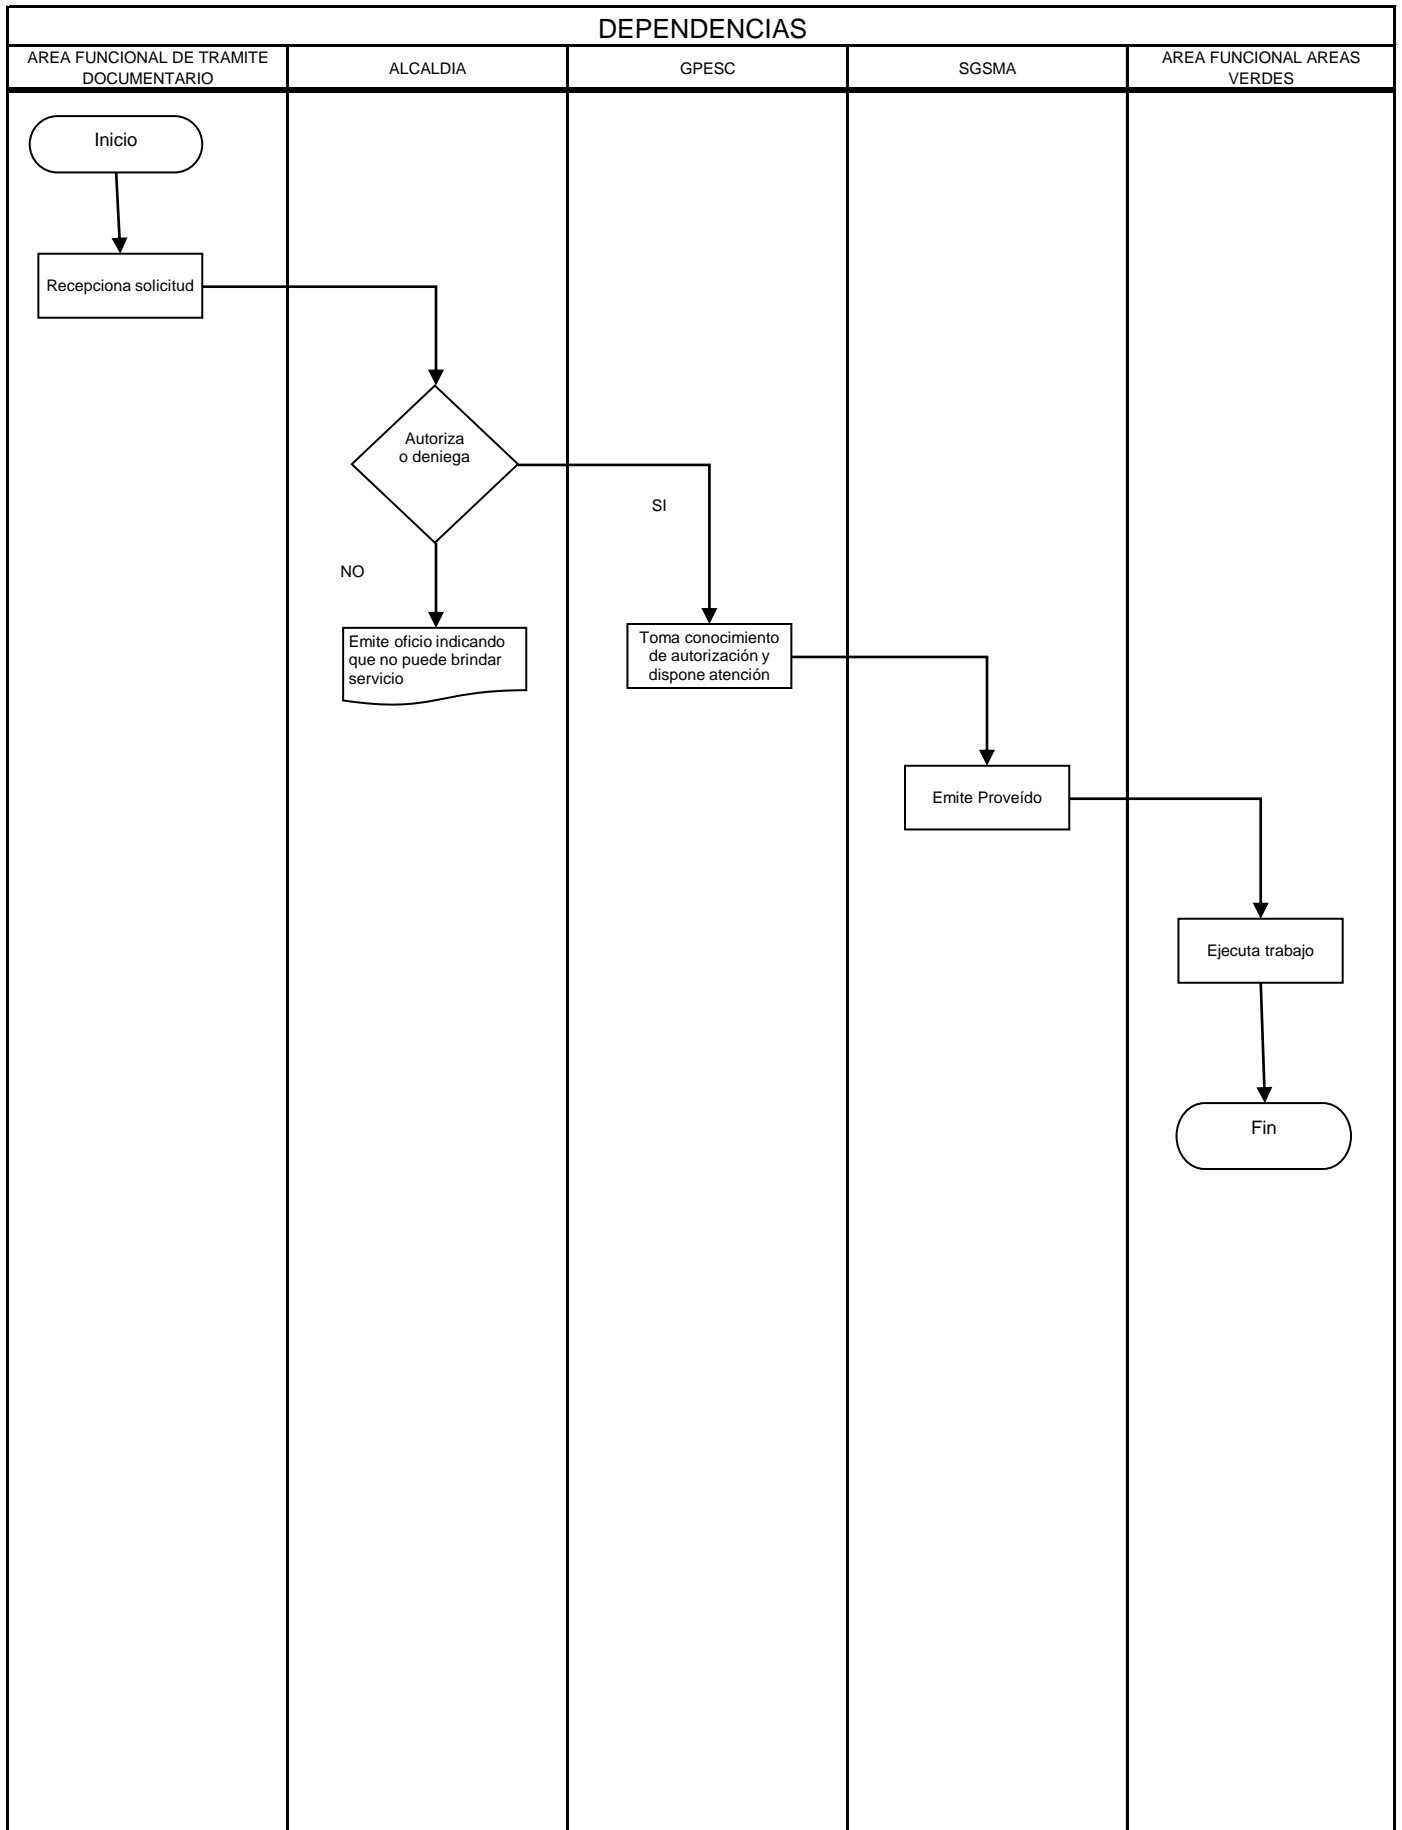 DEPENDENCIAS
AREA FUNCIONAL DE TRAMITE
DOCUMENTARIO
ALCALDIA
GPESC
SGSMA
AREA FUNCIONAL AREAS
VERDES
Inicio
Recepciona solicitud
Autoriza
o deniega
SI
NO
Emite oficio indicando
que no puede brindar
servicio
Toma conocimiento
de autorización y
dispone atención
Emite Proveído
Ejecuta trabajo
Fin